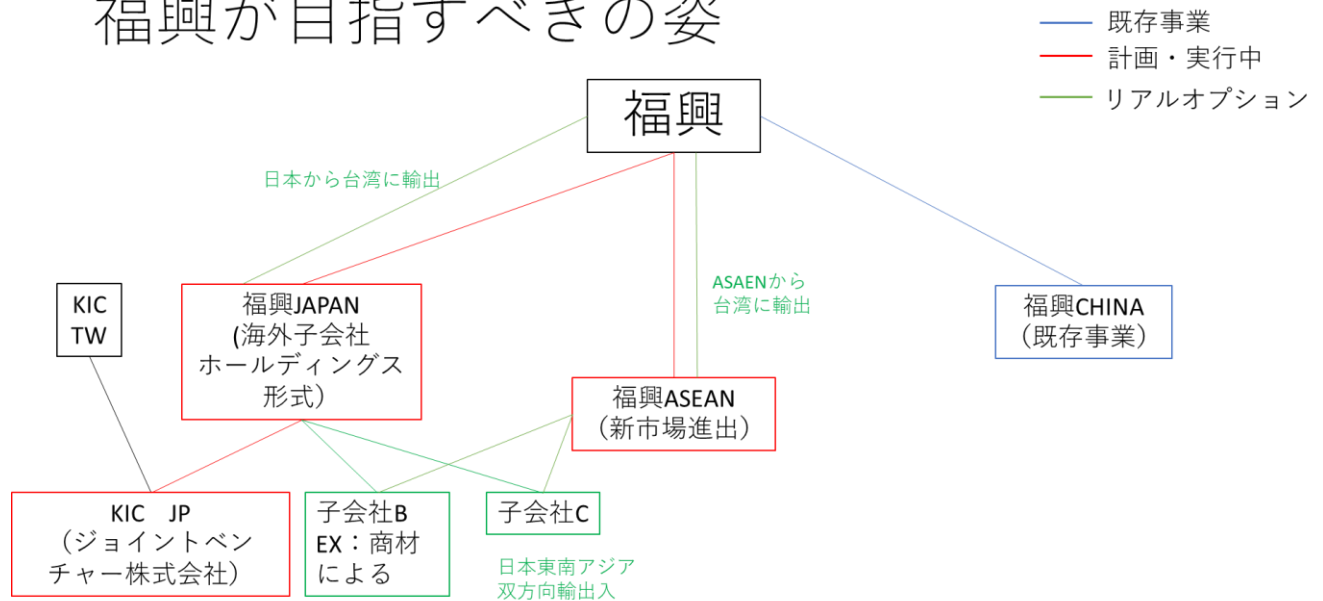 福興が目指すべきの姿
既存事業
計画・実行中
リアルオプション
福興
日本から台湾に輸出
ASAENから
台湾に輸出
KIC
TW
福興JAPAN
(海外子会社
ホールディングス
形式）
福興CHINA
（既存事業）
福興ASEAN
（新市場進出）
KIC　JP
（ジョイントベン
チャー株式会社）
子会社B
EX：商材
による
子会社C
日本東南アジア
双方向輸出入